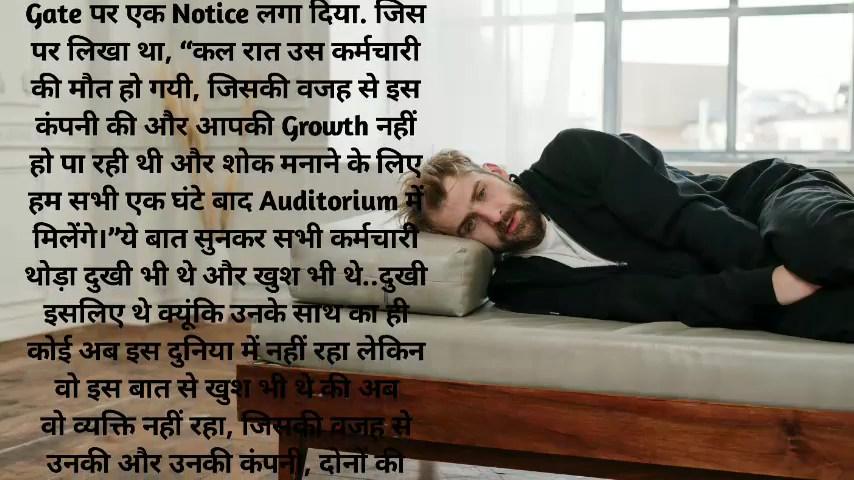 Gate पर एक Notice लगा दिया. जिस
पर लिखा था, “कल रात उस कर्मचारी
की मौत हो गयी, जिसकी वजह से इस
कंपनी की और आपकी Growth नहीं
हो पा रही थी और शोक मनाने के लिए
हम सभी एक घंटे बाद Auditorium में
मिलेंगे।”ये बात सुनकर सभी कर्मचारी
थोड़ा दुखी भी थे और खुश भी थे..दुखी
इसलिए थे क्यूंकि उनके साथ का ही
कोई अब इस दुनिया में नहीं रहा लेकिन
वो इस बात से खुश भी थे की अब
वो व्यक्ति नहीं रहा, जिसकी वजह से
उनकी और उनकी कंपनी, दोनों की